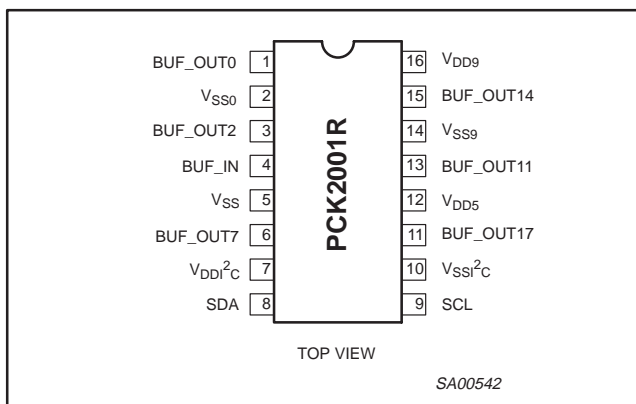 BUF_OUT0 1 16 VDD9
VSS0 2 15 BUF_OUT14
BUF_OUT2 3 14 VSS9
BUF_IN 4 13 BUF_OUT11
VSS 5 12 VDD5
BUF_OUT7 6 11 BUF_OUT17
VDDI²C 7 10 VSSI²C
SDA 8 9 SCL
PCK2001R
TOP VIEW
SA00542